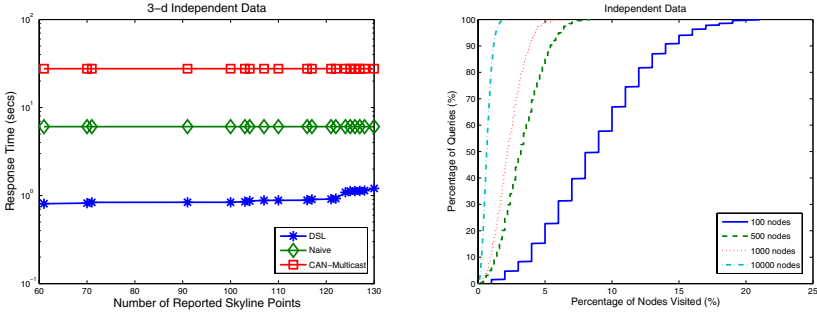 3-d Independent Data
10^2
10^1
10^0
10^-1
Response Time (secs)
60 70 80 90 100 110 120 130
Number of Reported Skyline Points
DSL
Naive
CAN-Multicast
Independent Data
100
90
80
70
60
50
40
30
20
10
0
Percentage of Queries (%)
0 5 10 15 20 25
Percentage of Nodes Visited (%)
100 nodes
500 nodes
1000 nodes
10000 nodes